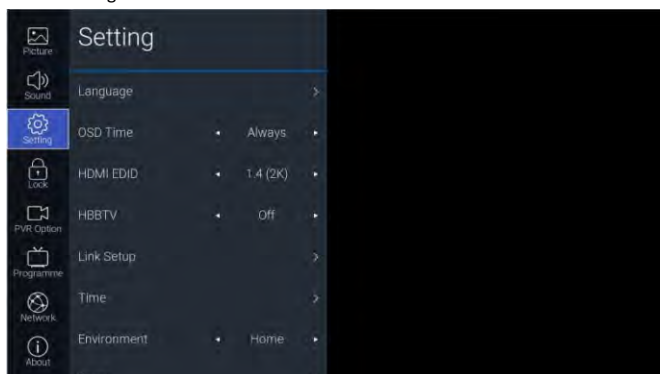 Setting
Picture
Sound
Setting
Lock
PVR Option
Programme
Network
About
Language
OSD Time Always
HDMI EDID 1.4 (2K)
HBBTV Off
Link Setup
Time
Environment Home